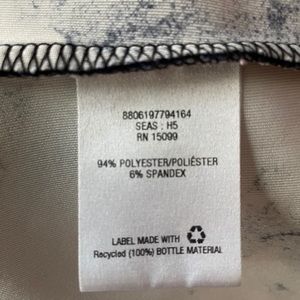 8806197794164
SEAS : H5
RN 15099
94% POLYESTER/POLIÉSTER
6% SPANDEX
LABEL MADE WITH
Recycled (100%) BOTTLE MATERIAL